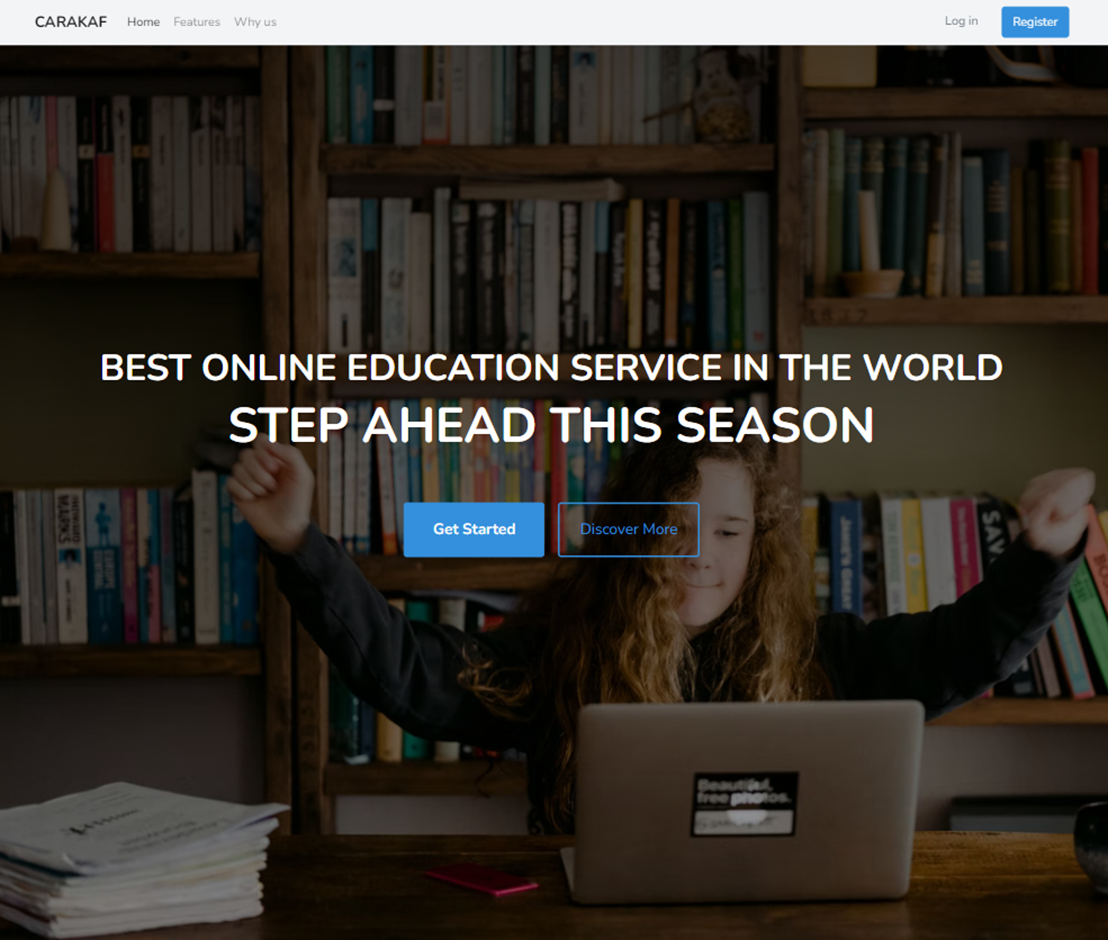 CARAKAF Home Features Why us Log in Register
BEST ONLINE EDUCATION SERVICE IN THE WORLD
STEP AHEAD THIS SEASON
Get Started Discover More
Beautiful,
free photos.